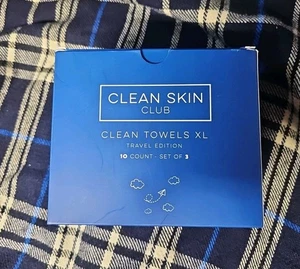 CLEAN SKIN
CLUB
CLEAN TOWELS XL
TRAVEL EDITION
10 COUNT - SET OF 3